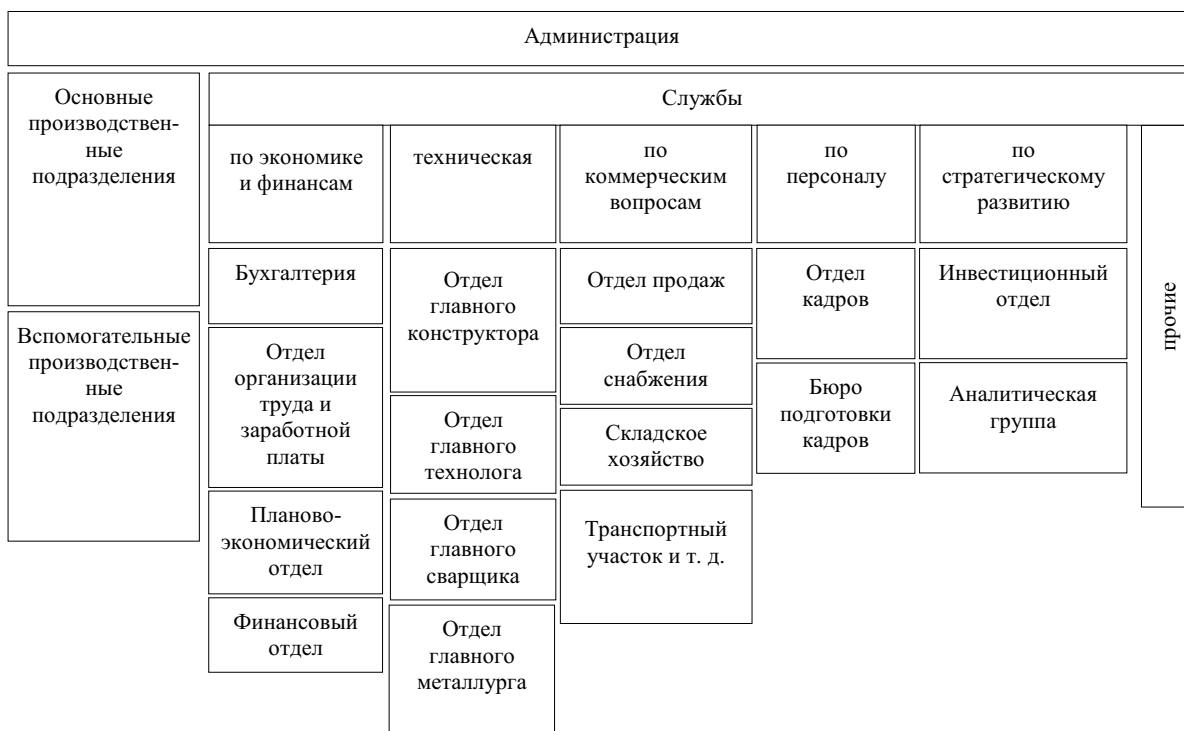 Администрация
Основные
производствен-
ные
подразделения
Службы
по экономике
и финансам
техническая
по
коммерческим
вопросам
по
персоналу
по
стратегическому
развитию
прочие
Бухгалтерия
Отдел
главного
конструктора
Отдел продаж
Отдел
кадров
Инвестиционный
отдел
Вспомогательные
производствен-
ные
подразделения
Отдел
организации
труда и
заработной
платы
Отдел
снабжения
Бюро
подготовки
кадров
Аналитическая
группа
Отдел
главного
технолога
Складское
хозяйство
Планово-
экономический
отдел
Отдел
главного
сварщика
Транспортный
участок и т. д.
Финансовый
отдел
Отдел
главного
металлурга